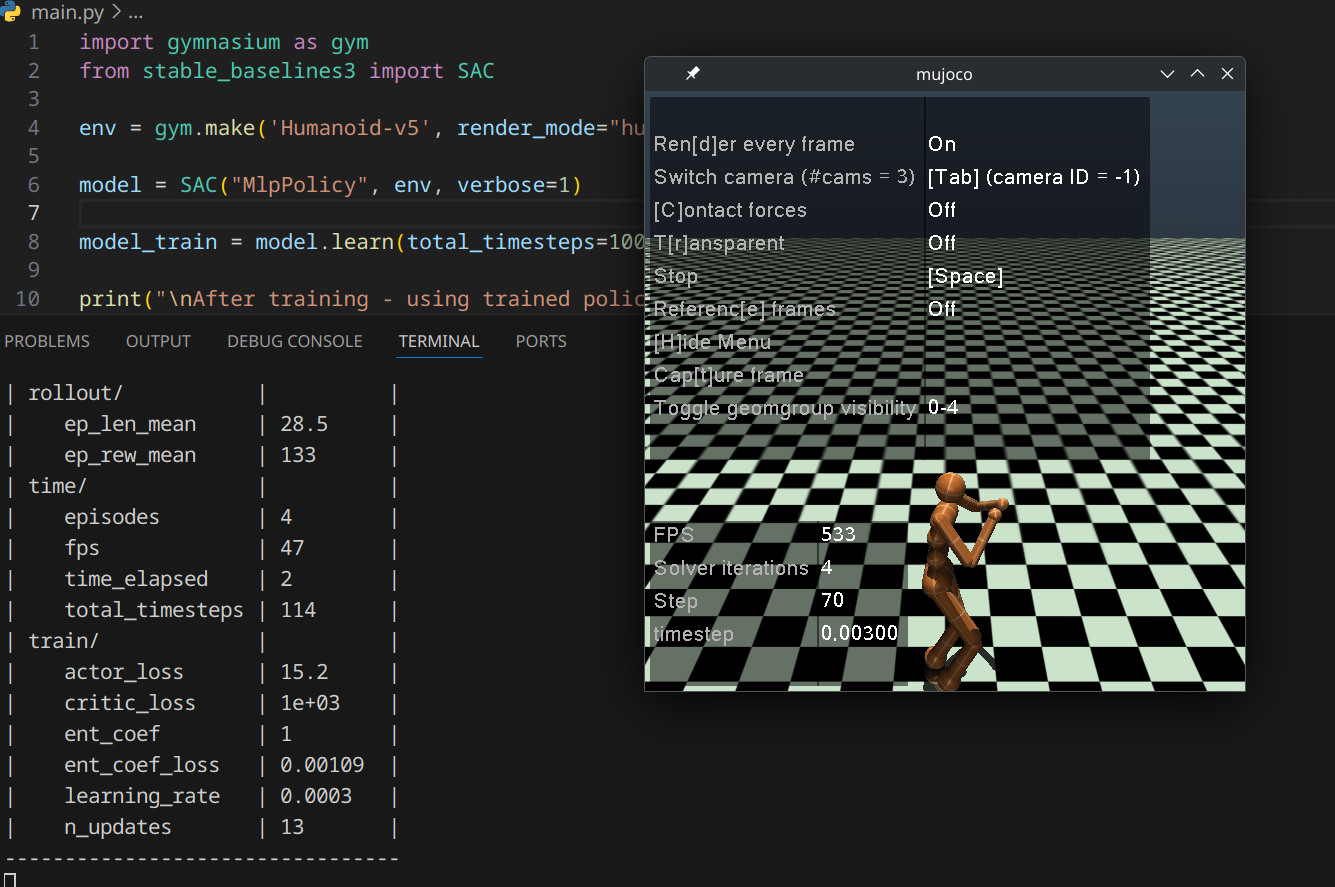 main.py > ...
1 import gymnasium as gym
2 from stable_baselines3 import SAC
3
4 env = gym.make('Humanoid-v5', render_mode="hu
5
6 model = SAC("MlpPolicy", env, verbose=1)
7
8 model_train = model.learn(total_timesteps=100
9
10 print("\nAfter training - using trained polic
PROBLEMS OUTPUT DEBUG CONSOLE TERMINAL PORTS
| rollout/ | |
| ep_len_mean | 28.5 |
| ep_rew_mean | 133 |
| time/ | |
| episodes | 4 |
| fps | 47 |
| time_elapsed | 2 |
| total_timesteps | 114 |
| train/ | |
| actor_loss | 15.2 |
| critic_loss | 1e+03 |
| ent_coef | 1 |
| ent_coef_loss | 0.00109 |
| learning_rate | 0.0003 |
| n_updates | 13 |
---------------------------------
mujoco
Ren[d]er every frame On
Switch camera (#cams = 3) [Tab] (camera ID = -1)
[C]ontact forces Off
T[r]ansparent Off
Stop [Space]
Referenc[e] frames Off
[H]ide Menu
Cap[t]ure frame
Toggle geomgroup visibility 0-4
FPS 533
Solver iterations 4
Step 70
timestep 0.00300